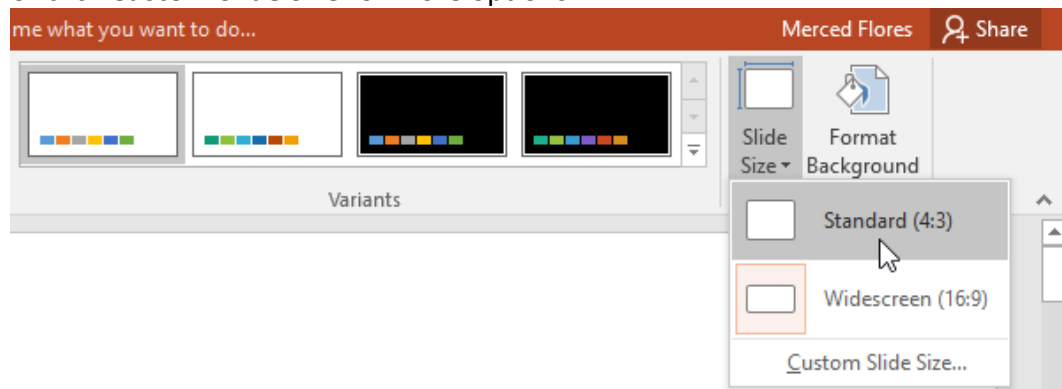 me what you want to do...
Merced Flores
Share
Slide
Size
Format
Background
Variants
Standard (4:3)
Widescreen (16:9)
Custom Slide Size...